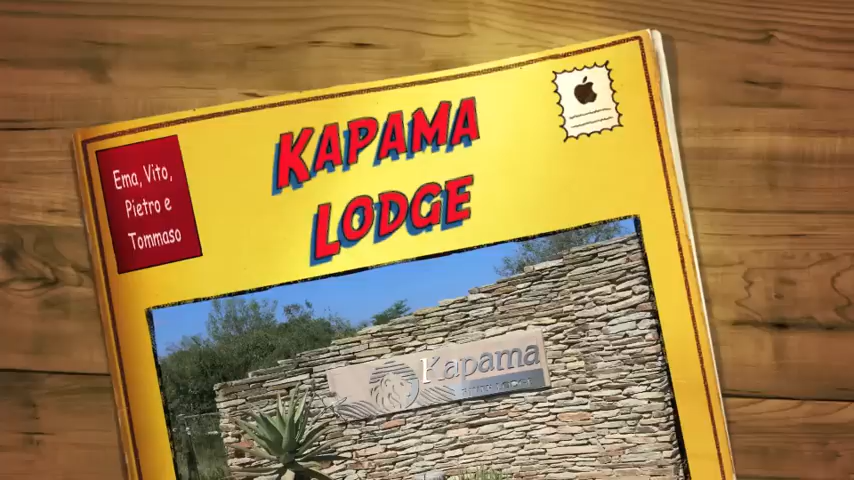 Ema, Vito,
Pietro e
Tommaso
KAPAMA
LODGE
Kapama